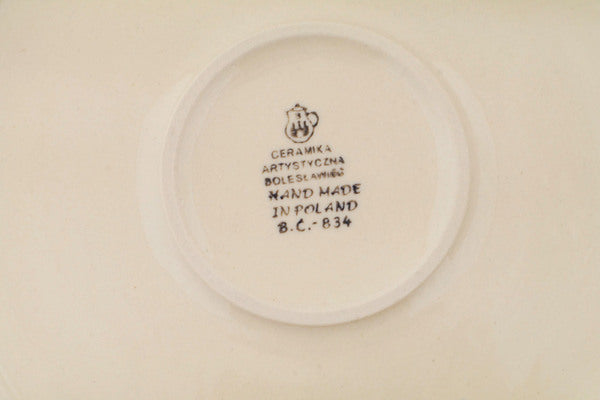 CERAMIKA
ARTYSTYCZNA
BOLESŁAWIEC
HAND MADE
IN POLAND
B.C.-834